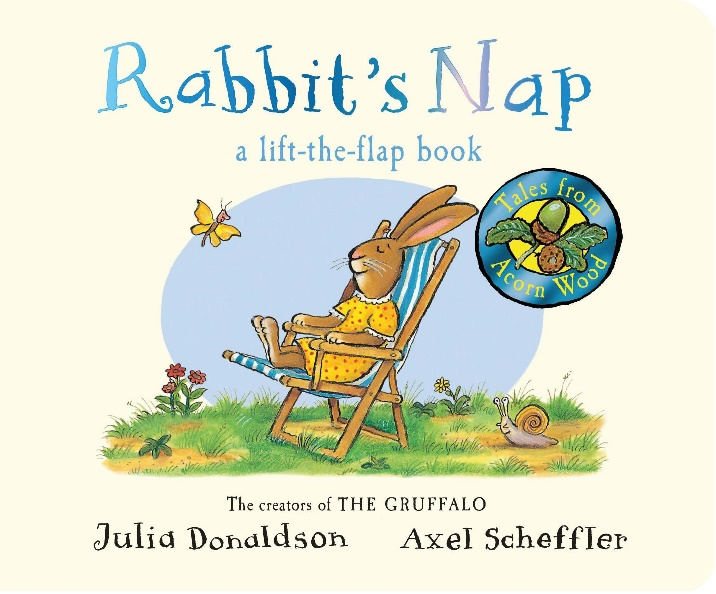 Rabbit's Nap
a lift-the-flap book
Tales from
Acorn Wood
The creators of THE GRUFFALO
Julia Donaldson Axel Scheffler